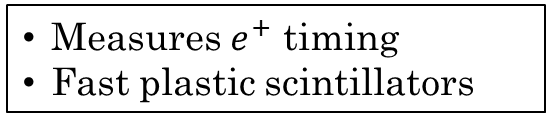 • Measures e⁺ timing
• Fast plastic scintillators